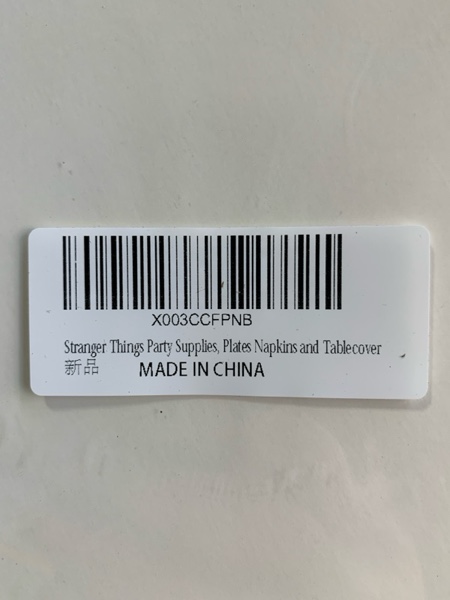 X003CCFPNB
Stranger Things Party Supplies, Plates Napkins and Tablecover
新品 MADE IN CHINA